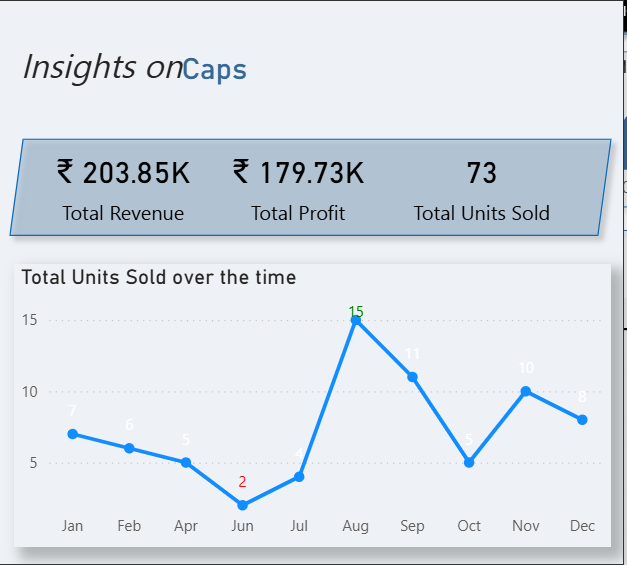 Insights onCaps
₹ 203.85K ₹ 179.73K 73
Total Revenue Total Profit Total Units Sold
Total Units Sold over the time
15
10
5
7 6 5 2 4 15 11 5 10 8
Jan Feb Apr Jun Jul Aug Sep Oct Nov Dec